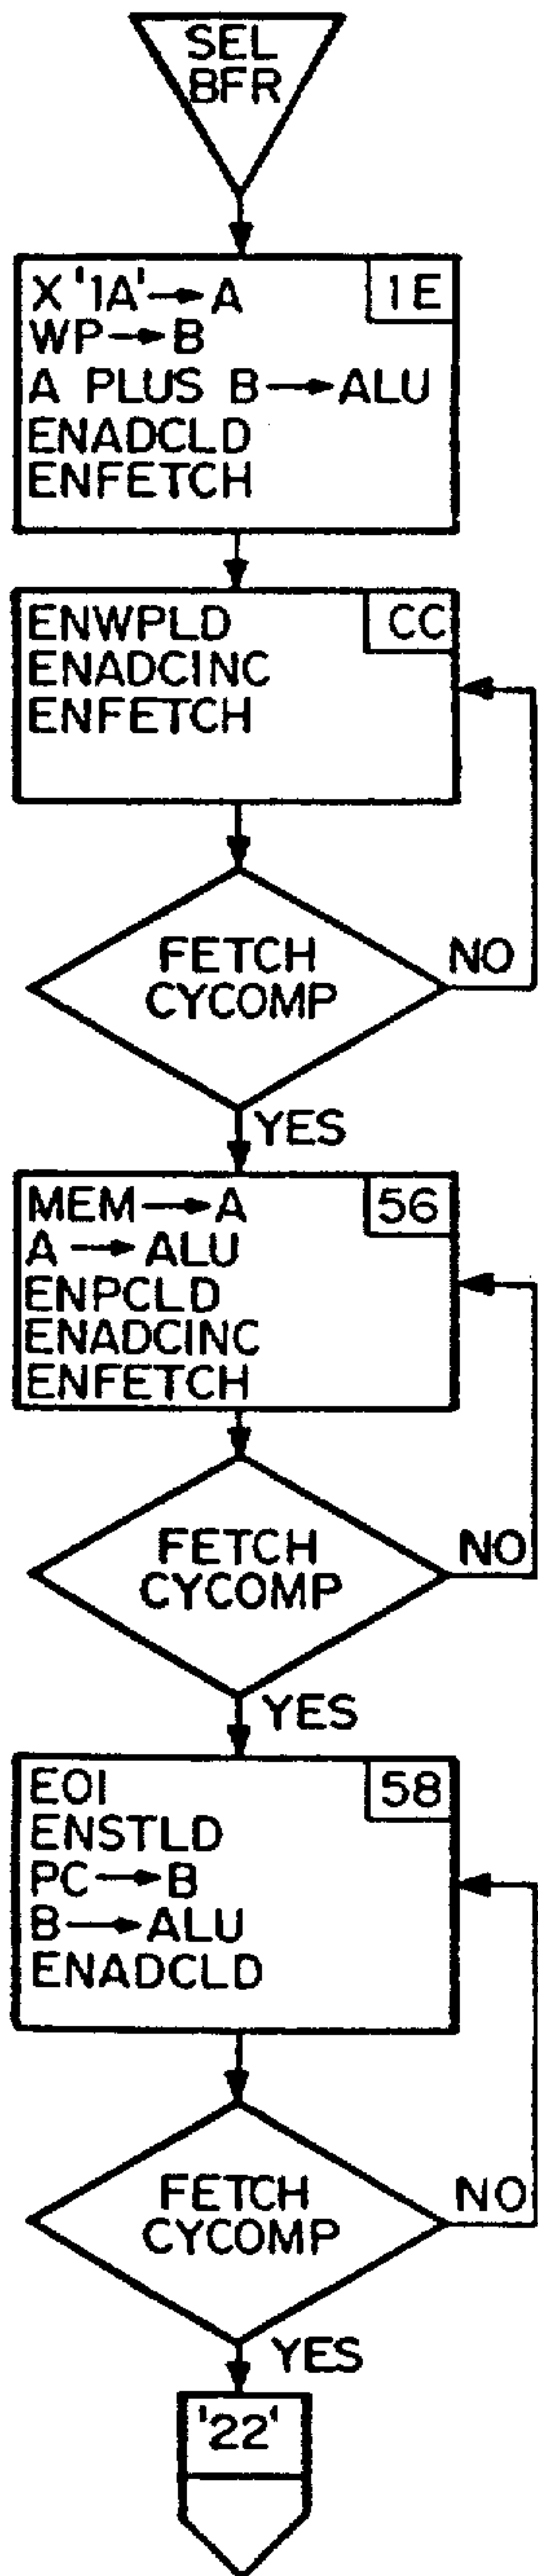 SEL
BFR
X'1A'→A
1E
WP→B
A PLUS B→ALU
ENADCLD
ENFETCH
ENWPLD
CC
ENADCINC
ENFETCH
FETCH
CYCOMP
NO
YES
MEM→A
56
A→ALU
ENPCLD
ENADCINC
ENFETCH
FETCH
CYCOMP
NO
YES
EOI
58
ENSTLD
PC→B
B→ALU
ENADCLD
FETCH
CYCOMP
NO
YES
'22'